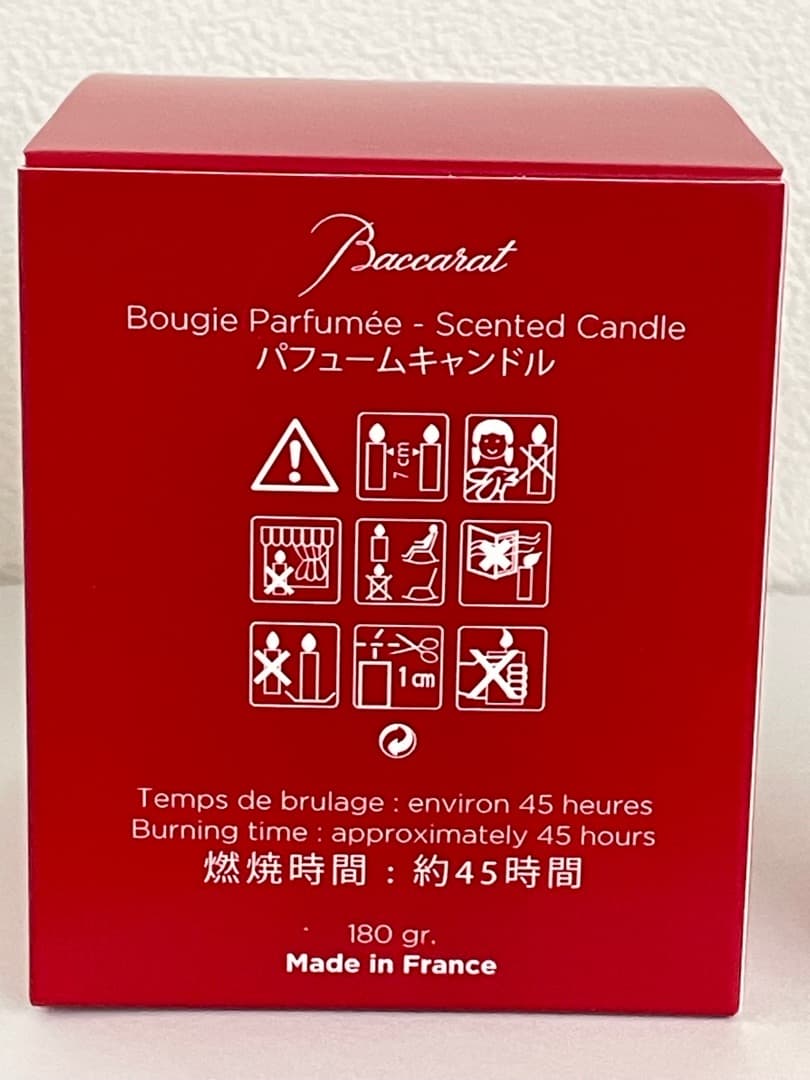 Baccarat
Bougie Parfumée - Scented Candle
パフュームキャンドル
7 cm
1 cm
Temps de brulage : environ 45 heures
Burning time : approximately 45 hours
燃焼時間 : 約45時間
180 gr.
Made in France